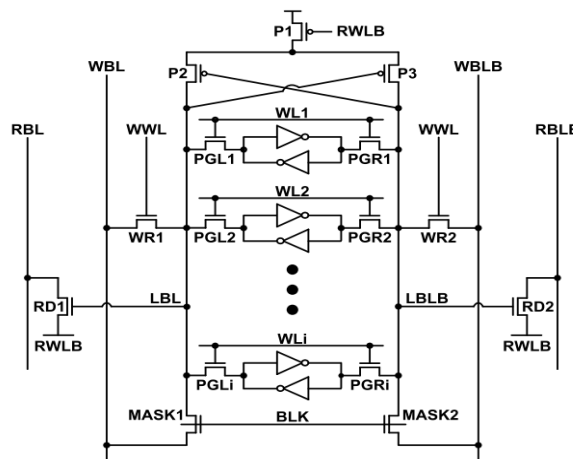 P1 RWLB
WBL P2 P3 WBLB
RBL WWL WL1 WWL RBLB
PGL1 PGR1
WL2
WR1 PGL2 PGR2 WR2
RD1 LBL LBLB RD2
RWLB RWLB
WLi
PGLi PGRi
MASK1 BLK MASK2